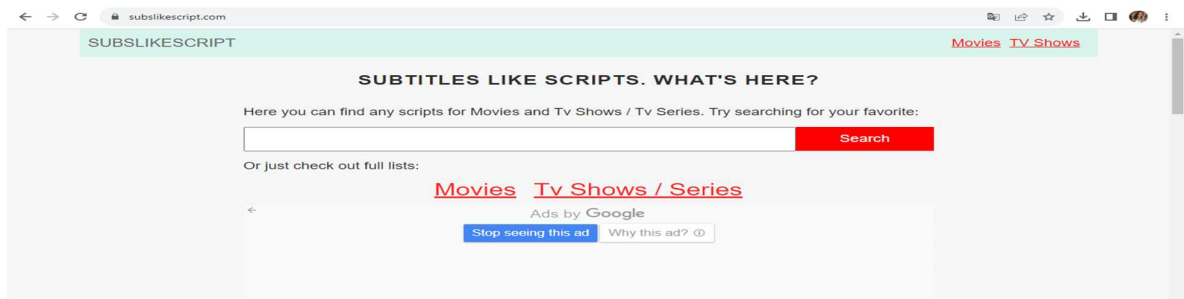 subslikescript.com
SUBSLIKESCRIPT Movies TV Shows
SUBTITLES LIKE SCRIPTS. WHAT'S HERE?
Here you can find any scripts for Movies and Tv Shows / Tv Series. Try searching for your favorite:
Search
Or just check out full lists:
Movies Tv Shows / Series
Ads by Google
Stop seeing this ad Why this ad?